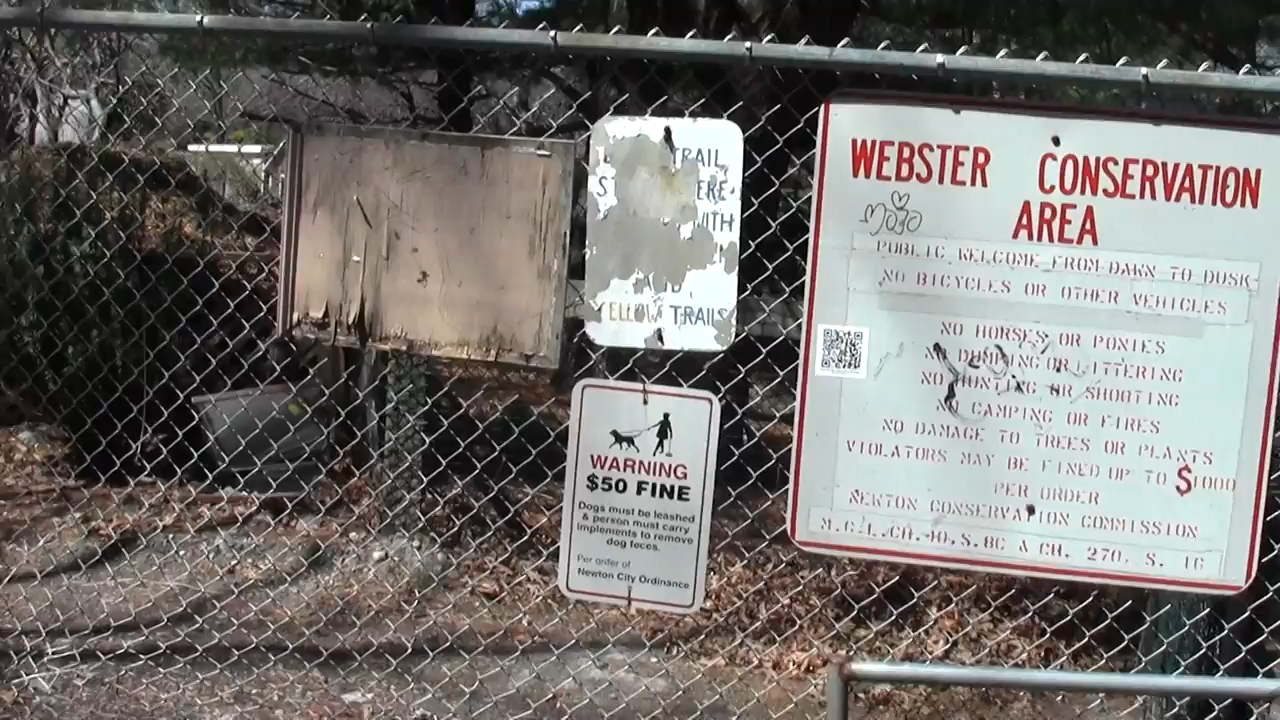 TRAIL
WITH
YELLOW TRAILS
WARNING
$50 FINE
Dogs must be leashed
& person must carry
implements to remove
dog feces.
Per order of
Newton City Ordinance
WEBSTER CONSERVATION
AREA
Mojo
PUBLIC WELCOME FROM DAWN TO DUSK
NO BICYCLES OR OTHER VEHICLES
NO HORSES OR PONIES
NO DUMPING OR LITTERING
NO HUNTING OR SHOOTING
NO CAMPING OR FIRES
NO DAMAGE TO TREES OR PLANTS
VIOLATORS MAY BE FINED UP TO $1000
PER ORDER
NEWTON CONSERVATION COMMISSION
M.G.L. CH. 40, S. 8C & CH. 270, S. 16